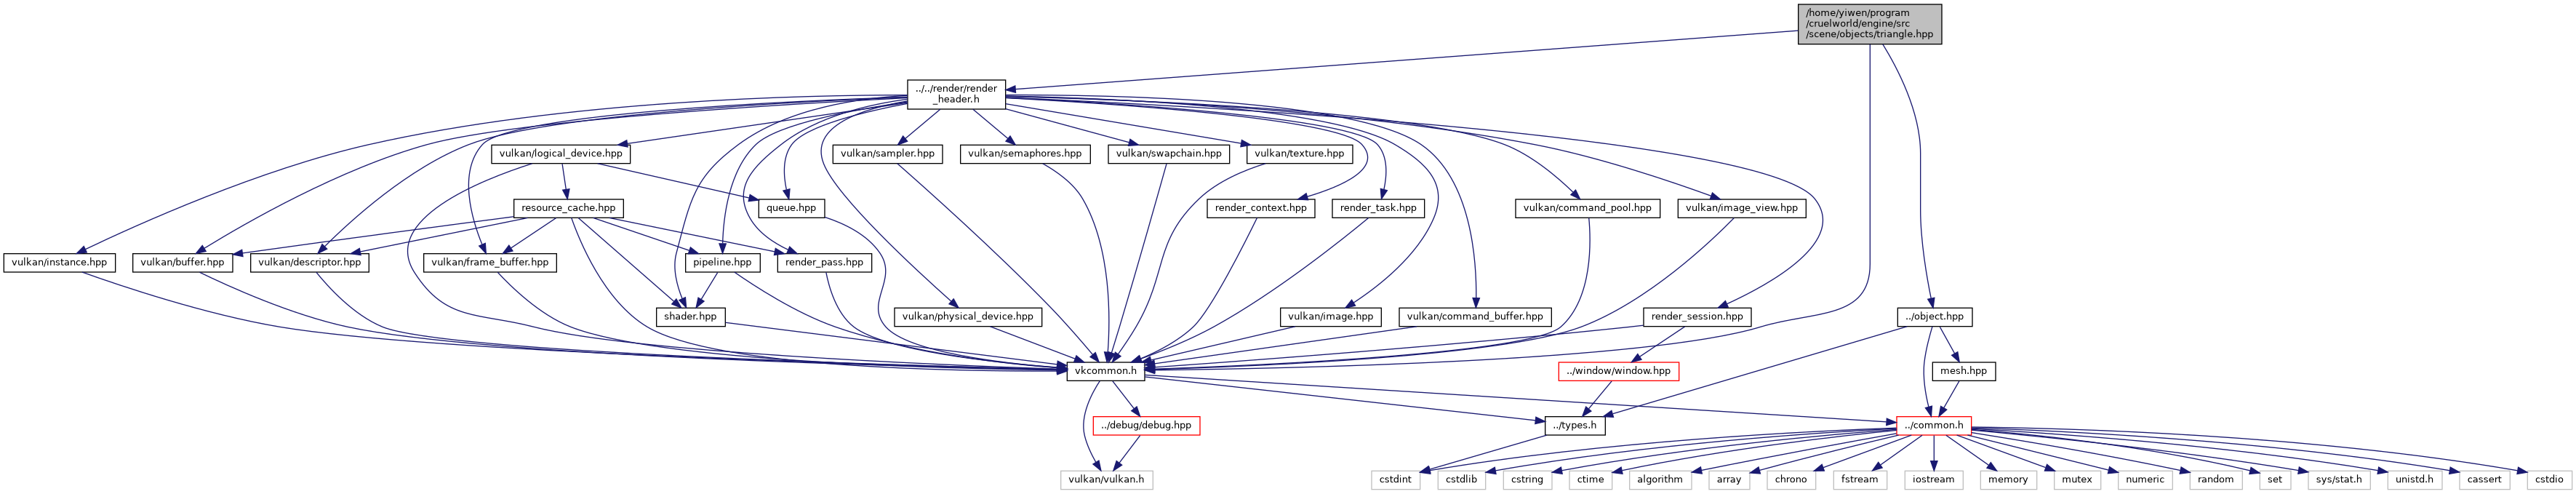 /home/yiwen/program
/cruelworld/engine/src
/scene/objects/triangle.hpp
../../render/render
_header.h
vulkan/logical_device.hpp
vulkan/sampler.hpp
vulkan/semaphores.hpp
vulkan/swapchain.hpp
vulkan/texture.hpp
resource_cache.hpp
queue.hpp
render_context.hpp
render_task.hpp
vulkan/command_pool.hpp
vulkan/image_view.hpp
vulkan/instance.hpp
vulkan/buffer.hpp
vulkan/descriptor.hpp
vulkan/frame_buffer.hpp
pipeline.hpp
render_pass.hpp
shader.hpp
vulkan/physical_device.hpp
vulkan/image.hpp
vulkan/command_buffer.hpp
render_session.hpp
../object.hpp
vkcommon.h
../window/window.hpp
mesh.hpp
../debug/debug.hpp
../types.h
../common.h
vulkan/vulkan.h
cstdint
cstdlib
cstring
ctime
algorithm
array
chrono
fstream
iostream
memory
mutex
numeric
random
set
sys/stat.h
unistd.h
cassert
cstdio